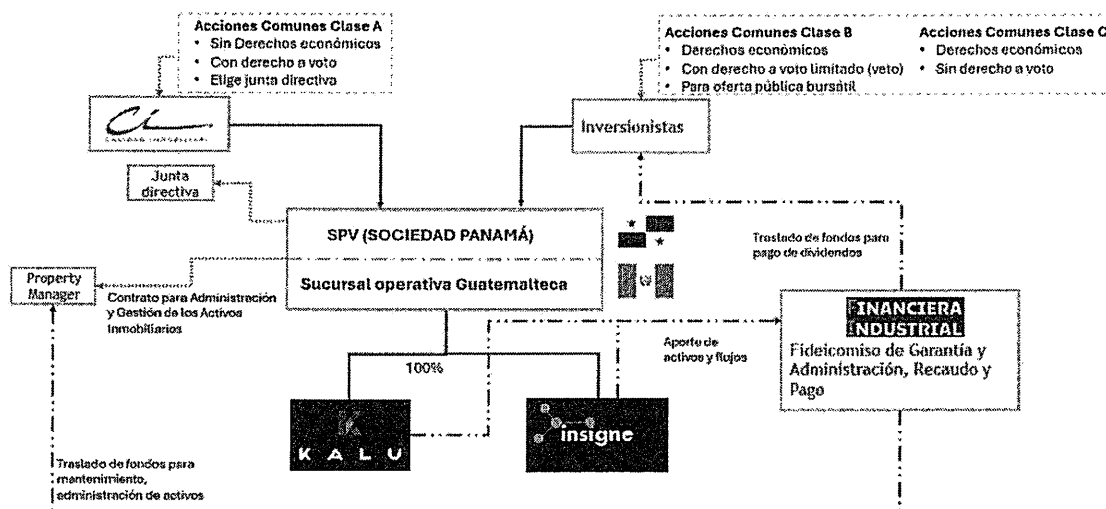 Acciones Comunes Clase A
• Sin Derechos económicos
• Con derecho a voto
• Elige junta directiva
Acciones Comunes Clase B
• Derechos económicos
• Con derecho a voto limitado (veto)
• Para oferta pública bursátil
Acciones Comunes Clase C
• Derechos económicos
• Sin derecho a voto
Inversionistas
Junta
directiva
SPV (SOCIEDAD PANAMÁ)
Sucursal operativa Guatemalteca
Traslado de fondos para
pago de dividendos
Property
Manager
Contrato para Administración
y Gestión de los Activos
Inmobiliarios
FINANCIERA
INDUSTRIAL
Fideicomiso de Garantía y
Administración, Recaudo y
Pago
Aporte de
activos y flujos
100%
KALU
insigne
Traslado de fondos para
mantenimiento,
administración de activos